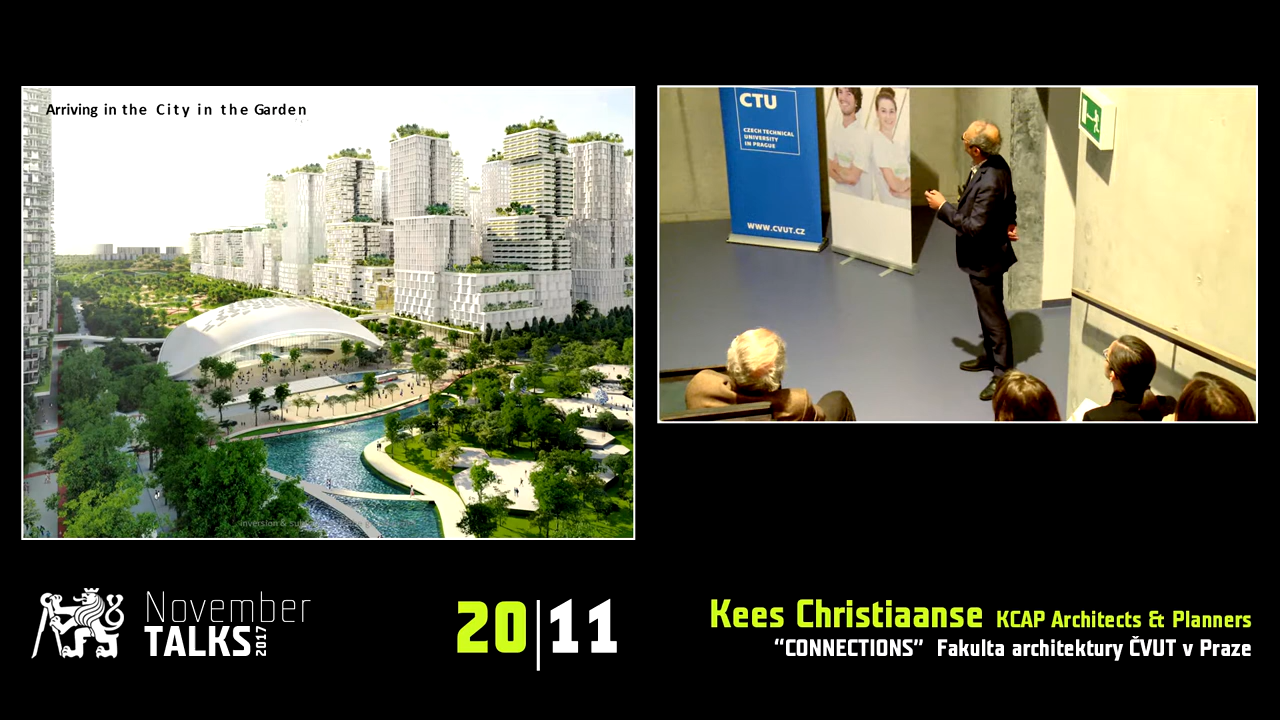 Arriving in the City in the Garden
CTU
CZECH TECHNICAL
UNIVERSITY
IN PRAGUE
WWW.CVUT.CZ
November
TALKS 2017
20|11
Kees Christiaanse KCAP Architects & Planners
“CONNECTIONS” Fakulta architektury ČVUT v Praze